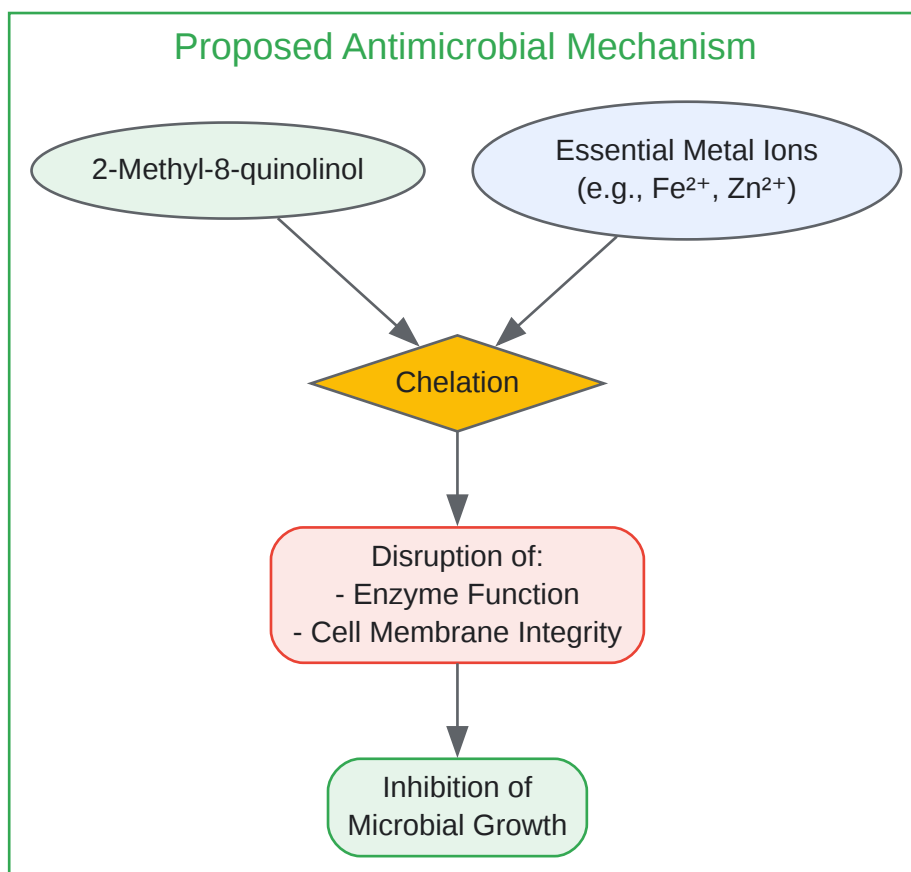 Proposed Antimicrobial Mechanism
2-Methyl-8-quinolinol
Essential Metal Ions
(e.g., Fe²⁺, Zn²⁺)
Chelation
Disruption of:
- Enzyme Function
- Cell Membrane Integrity
Inhibition of
Microbial Growth